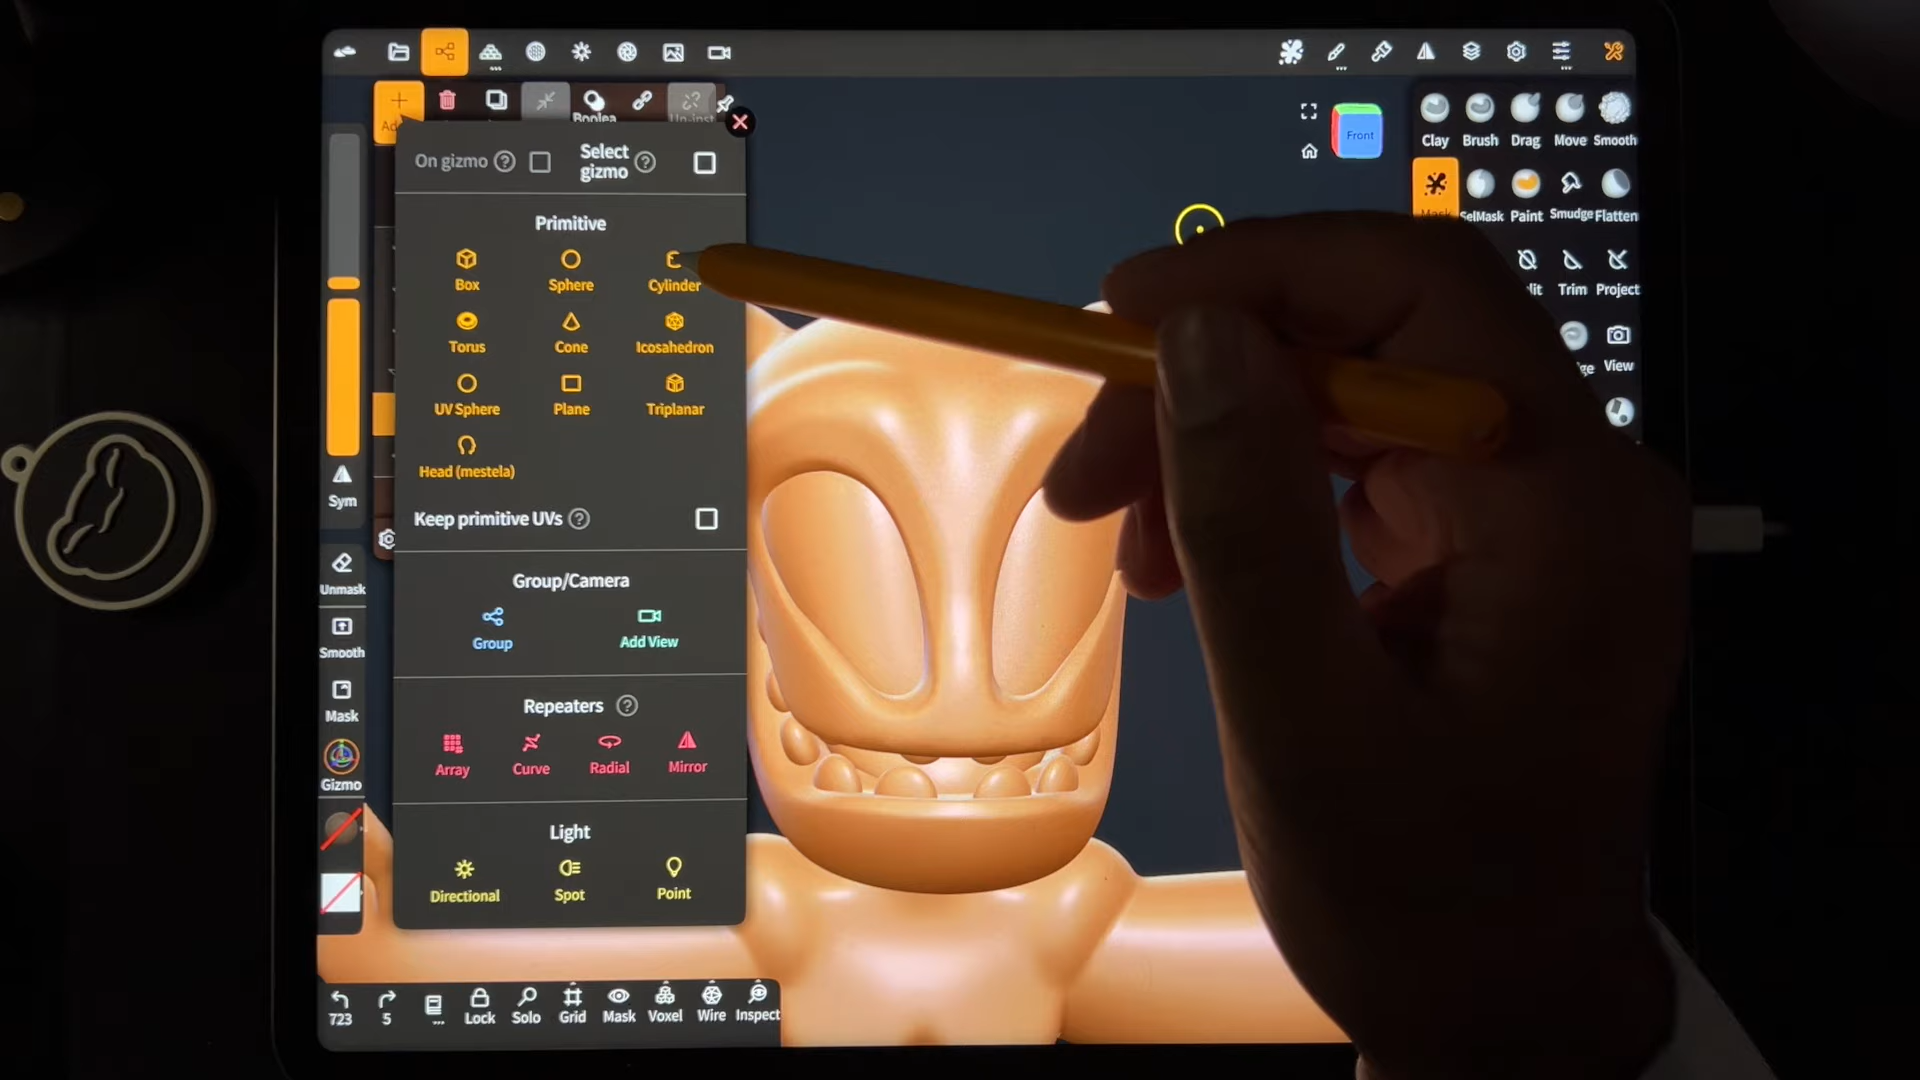 Front
Clay Brush Drag Move Smooth
On gizmo ? Select gizmo ?
Mask SelMask Paint Smudge Flatten
Primitive
Box Sphere Cylinder
Trim Project
Torus Cone Icosahedron
View
UV Sphere Plane Triplanar
Head (mestela)
Sym
Keep primitive UVs ?
Unmask
Group/Camera
Group Add View
Smooth
Mask
Repeaters ?
Array Curve Radial Mirror
Gizmo
Light
Directional Spot Point
723 5 Lock Solo Grid Mask Voxel Wire Inspect